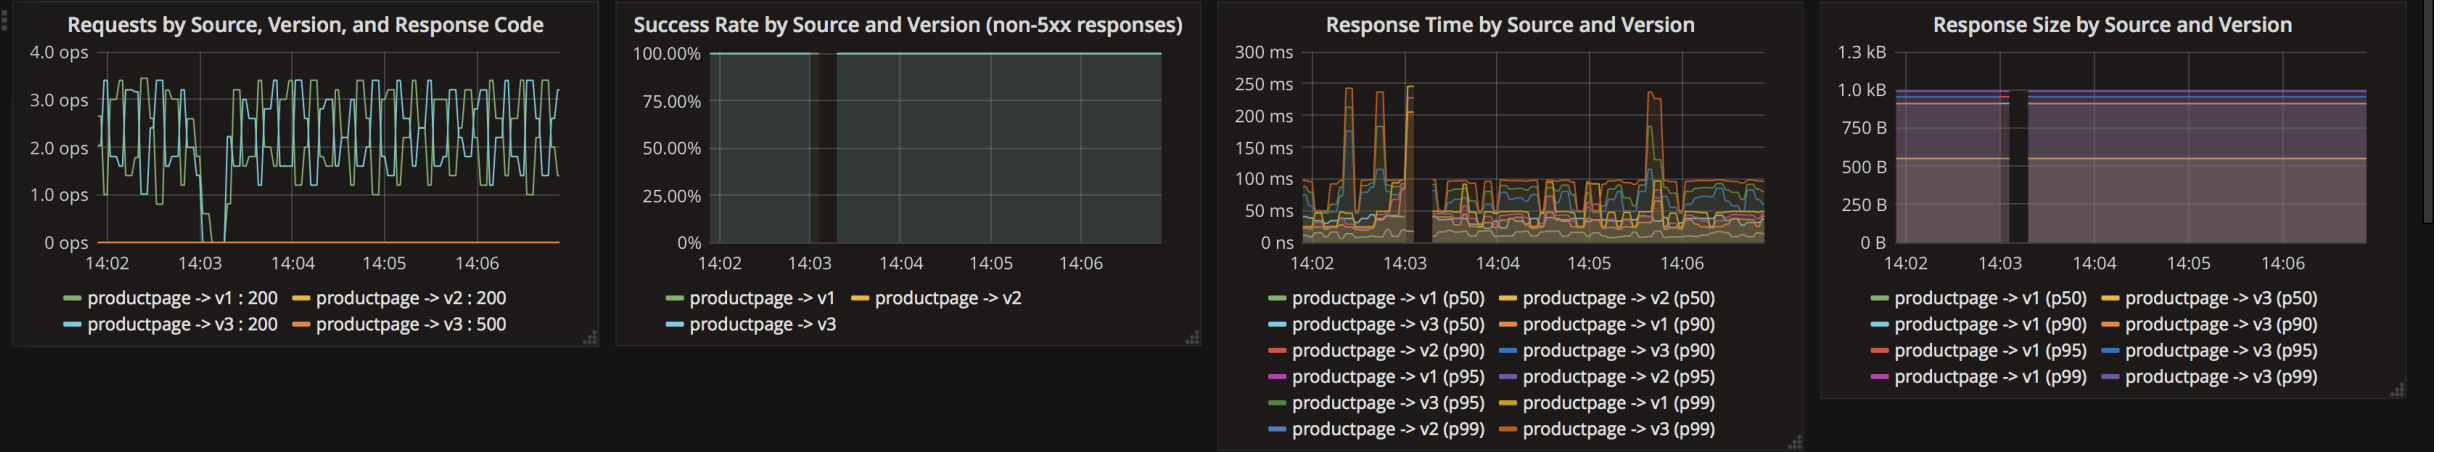 Requests by Source, Version, and Response Code
4.0 ops
3.0 ops
2.0 ops
1.0 ops
0 ops
14:02 14:03 14:04 14:05 14:06
productpage -> v1 : 200 productpage -> v2 : 200
productpage -> v3 : 200 productpage -> v3 : 500
Success Rate by Source and Version (non-5xx responses)
100.00%
75.00%
50.00%
25.00%
0%
14:02 14:03 14:04 14:05 14:06
productpage -> v1 productpage -> v2
productpage -> v3
Response Time by Source and Version
300 ms
250 ms
200 ms
150 ms
100 ms
50 ms
0 ns
14:02 14:03 14:04 14:05 14:06
productpage -> v1 (p50) productpage -> v2 (p50)
productpage -> v3 (p50) productpage -> v1 (p90)
productpage -> v2 (p90) productpage -> v3 (p90)
productpage -> v1 (p95) productpage -> v2 (p95)
productpage -> v3 (p95) productpage -> v1 (p99)
productpage -> v2 (p99) productpage -> v3 (p99)
Response Size by Source and Version
1.3 kB
1.0 kB
750 B
500 B
250 B
0 B
14:02 14:03 14:04 14:05 14:06
productpage -> v1 (p50) productpage -> v3 (p50)
productpage -> v1 (p90) productpage -> v3 (p90)
productpage -> v1 (p95) productpage -> v3 (p95)
productpage -> v1 (p99) productpage -> v3 (p99)